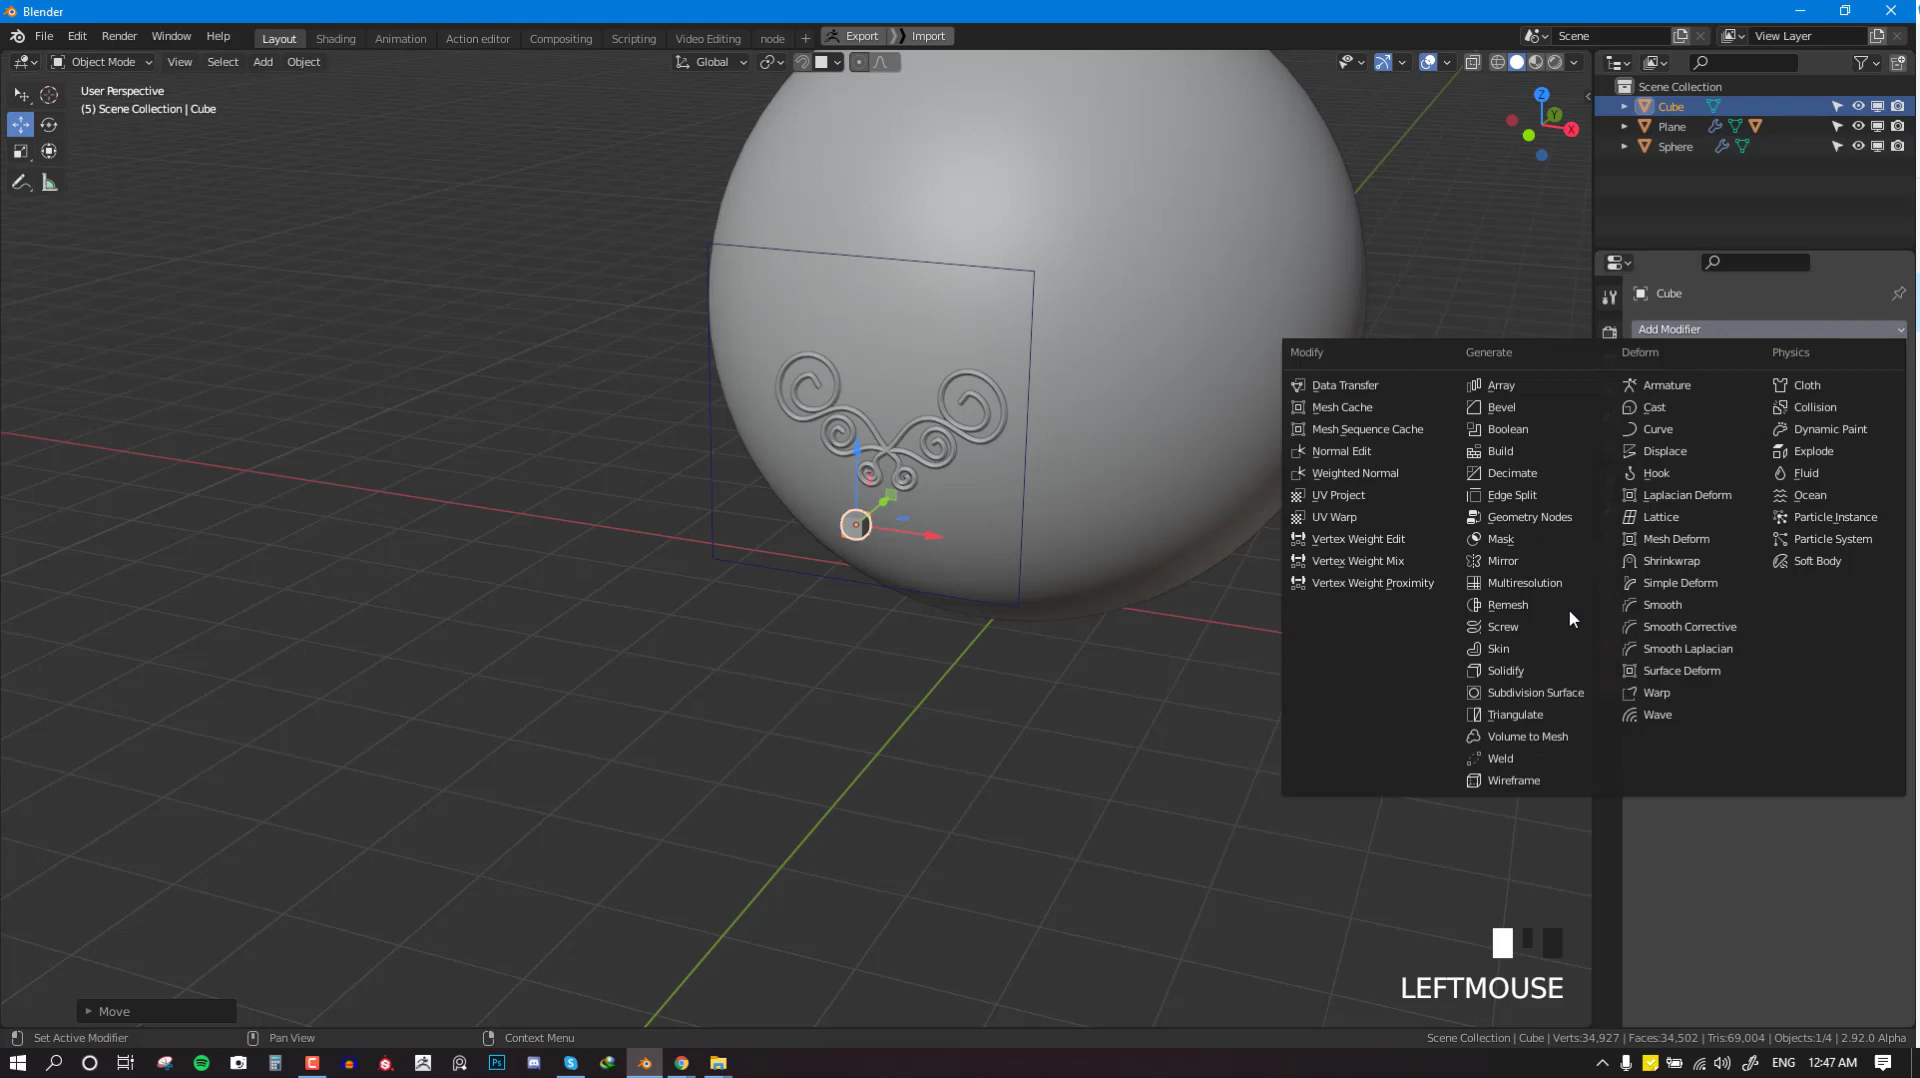 Blender
File Edit Render Window Help
Layout Shading Animation Action editor Compositing Scripting Video Editing node + Export Import
Scene
View Layer
Object Mode View Select Add Object
Global
User Perspective
(5) Scene Collection | Cube
Z
Y
X
Scene Collection
Cube
Plane
Sphere
Cube
Add Modifier
Modify Generate Deform Physics
Data Transfer Array Armature Cloth
Mesh Cache Bevel Cast Collision
Mesh Sequence Cache Boolean Curve Dynamic Paint
Normal Edit Build Displace Explode
Weighted Normal Decimate Hook Fluid
UV Project Edge Split Laplacian Deform Ocean
UV Warp Geometry Nodes Lattice Particle Instance
Vertex Weight Edit Mask Mesh Deform Particle System
Vertex Weight Mix Mirror Shrinkwrap Soft Body
Vertex Weight Proximity Multiresolution Simple Deform
Remesh Smooth
Screw Smooth Corrective
Skin Smooth Laplacian
Solidify Surface Deform
Subdivision Surface Warp
Triangulate Wave
Volume to Mesh
Weld
Wireframe
LEFTMOUSE
Move
Set Active Modifier Pan View Context Menu
Scene Collection | Cube | Verts:34,927 | Faces:34,502 | Tris:69,004 | Objects:1/4 | 2.92.0 Alpha
Ps
ENG 12:47 AM